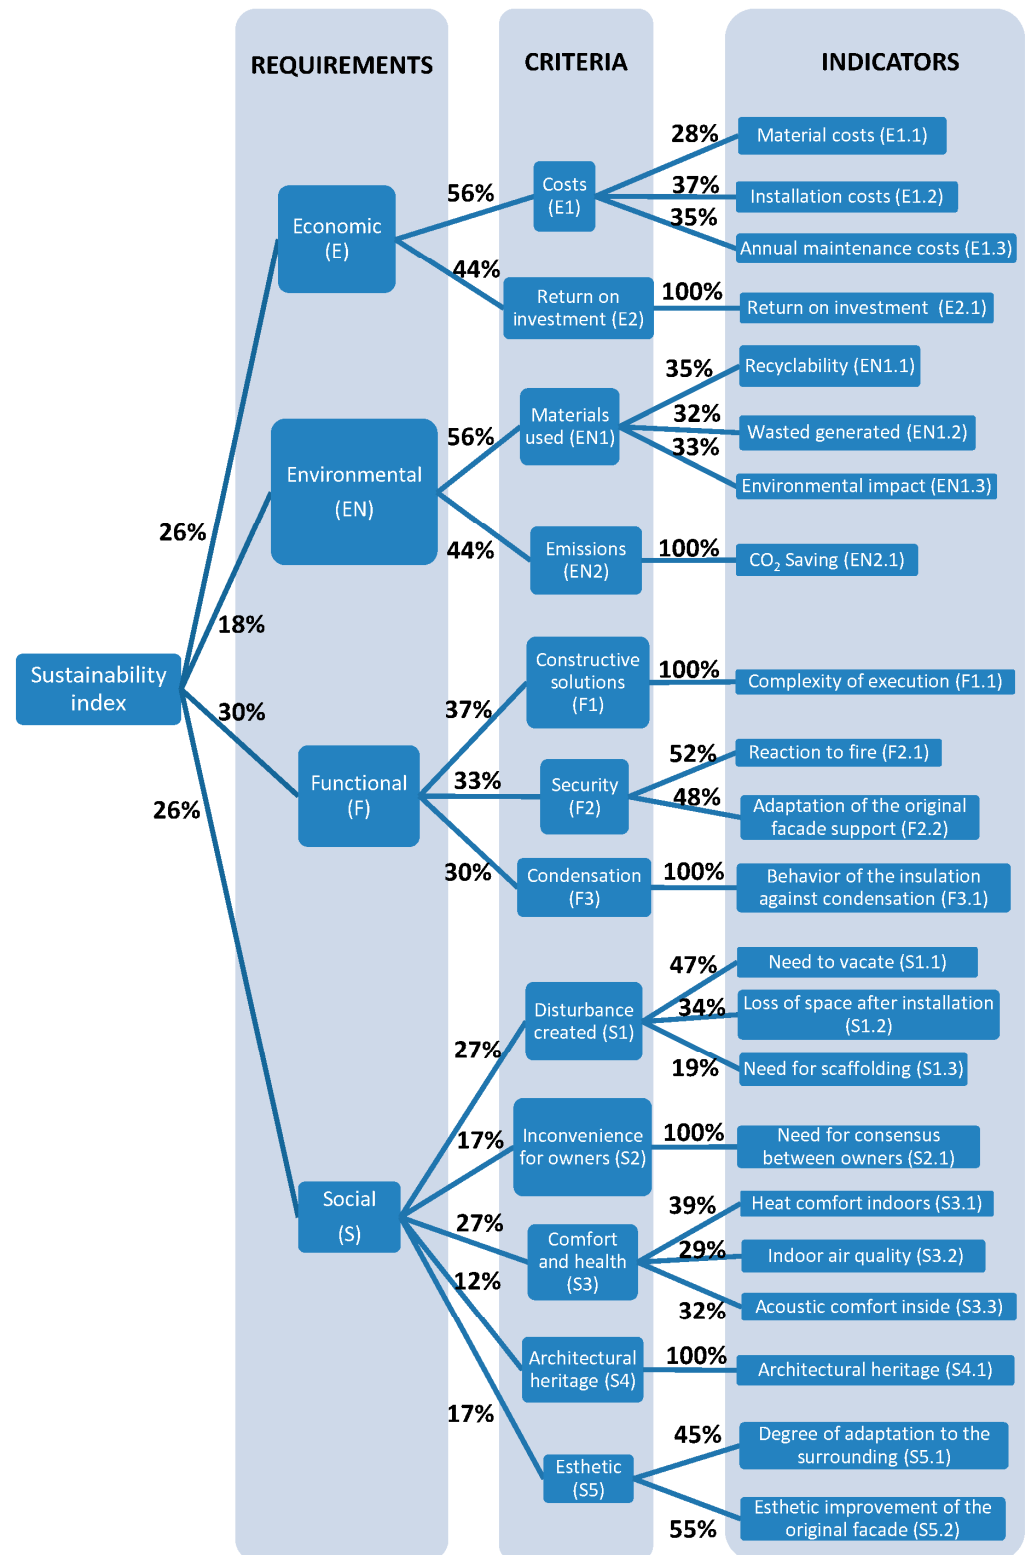 REQUIREMENTS
CRITERIA
INDICATORS
Sustainability
index
26%
18%
30%
26%
Economic
(E)
56%
44%
Costs
(E1)
28%
37%
35%
Material costs (E1.1)
Installation costs (E1.2)
Annual maintenance costs (E1.3)
Return on
investment (E2)
100%
Return on investment (E2.1)
Environmental
(EN)
56%
44%
Materials
used (EN1)
35%
32%
33%
Recyclability (EN1.1)
Wasted generated (EN1.2)
Environmental impact (EN1.3)
Emissions
(EN2)
100%
CO2 Saving (EN2.1)
Functional
(F)
37%
33%
30%
Constructive
solutions
(F1)
100%
Complexity of execution (F1.1)
Security
(F2)
52%
48%
Reaction to fire (F2.1)
Adaptation of the original
facade support (F2.2)
Condensation
(F3)
100%
Behavior of the insulation
against condensation (F3.1)
Social
(S)
27%
17%
27%
12%
17%
Disturbance
created (S1)
47%
34%
19%
Need to vacate (S1.1)
Loss of space after installation
(S1.2)
Need for scaffolding (S1.3)
Inconvenience
for owners (S2)
100%
Need for consensus
between owners (S2.1)
Comfort
and health
(S3)
39%
29%
32%
Heat comfort indoors (S3.1)
Indoor air quality (S3.2)
Acoustic comfort inside (S3.3)
Architectural
heritage (S4)
100%
Architectural heritage (S4.1)
Esthetic
(S5)
45%
55%
Degree of adaptation to the
surrounding (S5.1)
Esthetic improvement of the
original facade (S5.2)